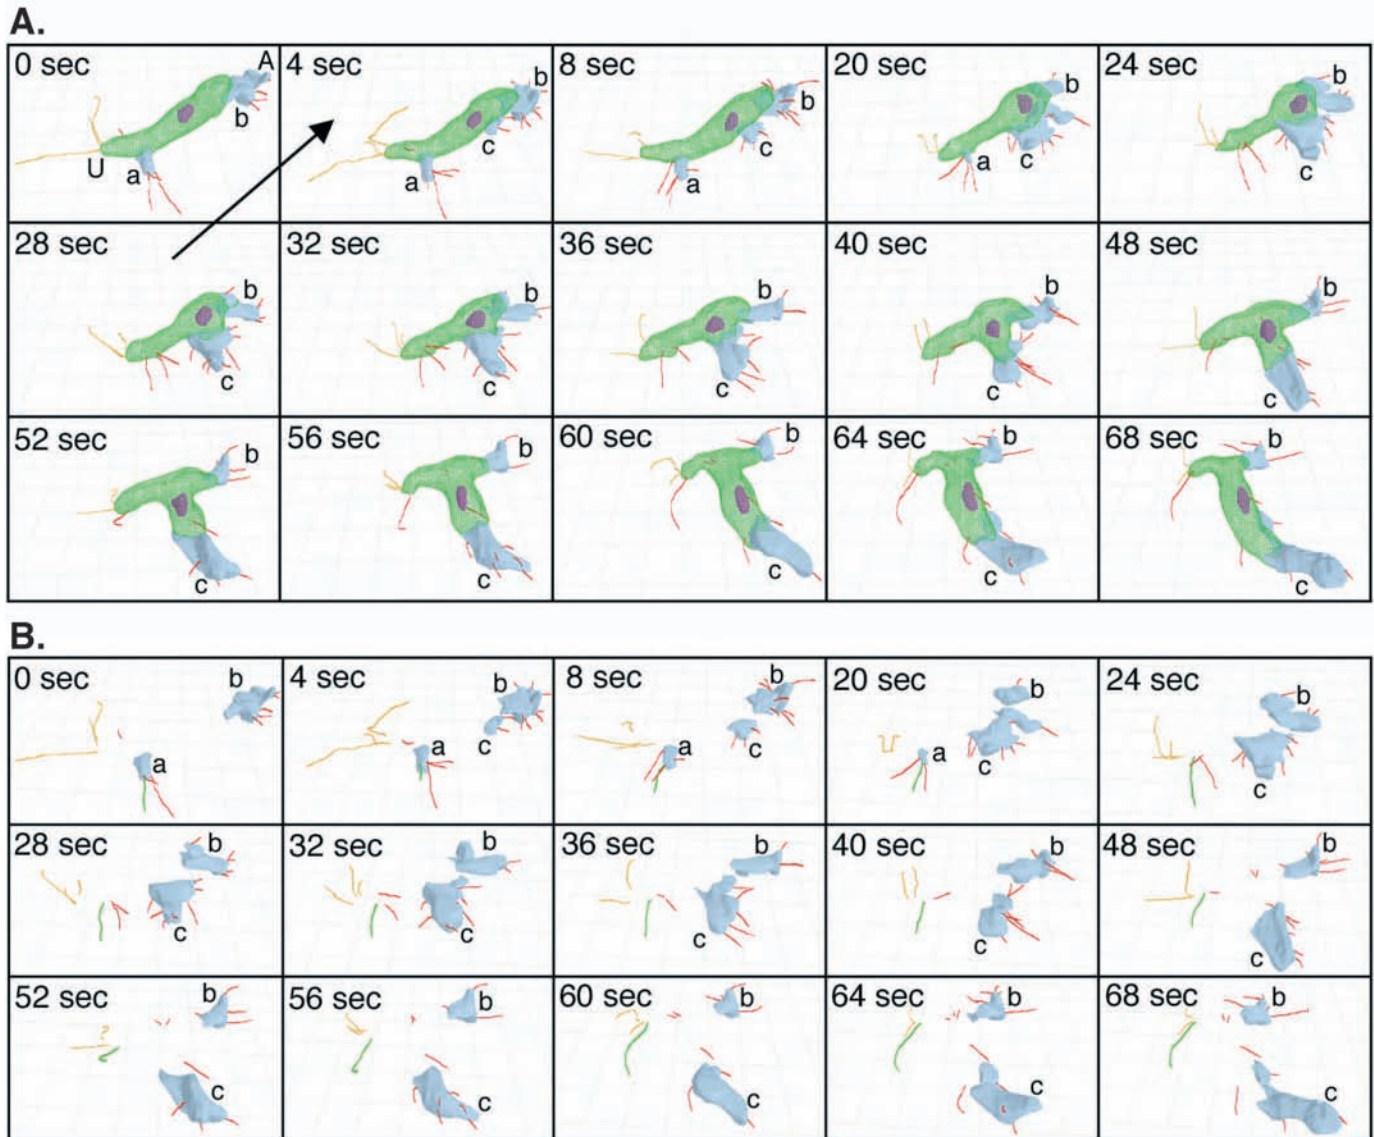 A.
0 sec A b U a
4 sec b c a
8 sec b c a
20 sec b a c
24 sec b c
28 sec b c
32 sec b c
36 sec b c
40 sec b c
48 sec b c
52 sec b c
56 sec b c
60 sec b c
64 sec b c
68 sec b c
B.
0 sec b a
4 sec b c a
8 sec b a c
20 sec b a c
24 sec b c
28 sec b c
32 sec b c
36 sec b c
40 sec b c
48 sec b c
52 sec b c
56 sec b c
60 sec b c
64 sec b c
68 sec b c